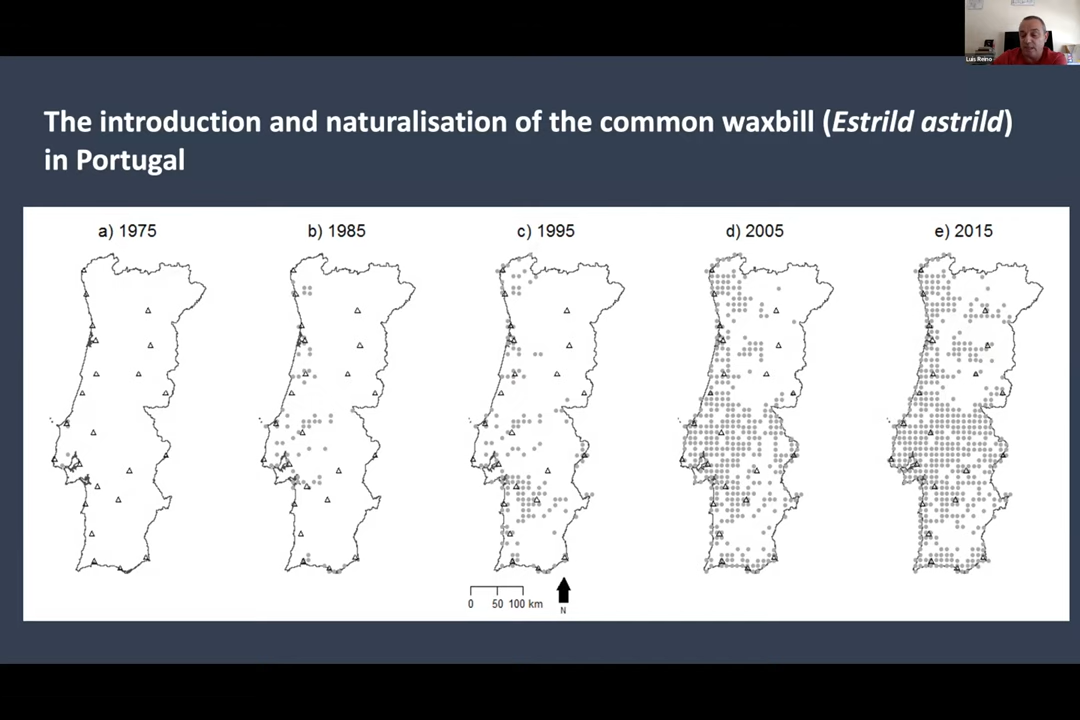 Luis Reino
The introduction and naturalisation of the common waxbill (Estrild astrild)
in Portugal
a) 1975
b) 1985
c) 1995
d) 2005
e) 2015
0 50 100 km
N